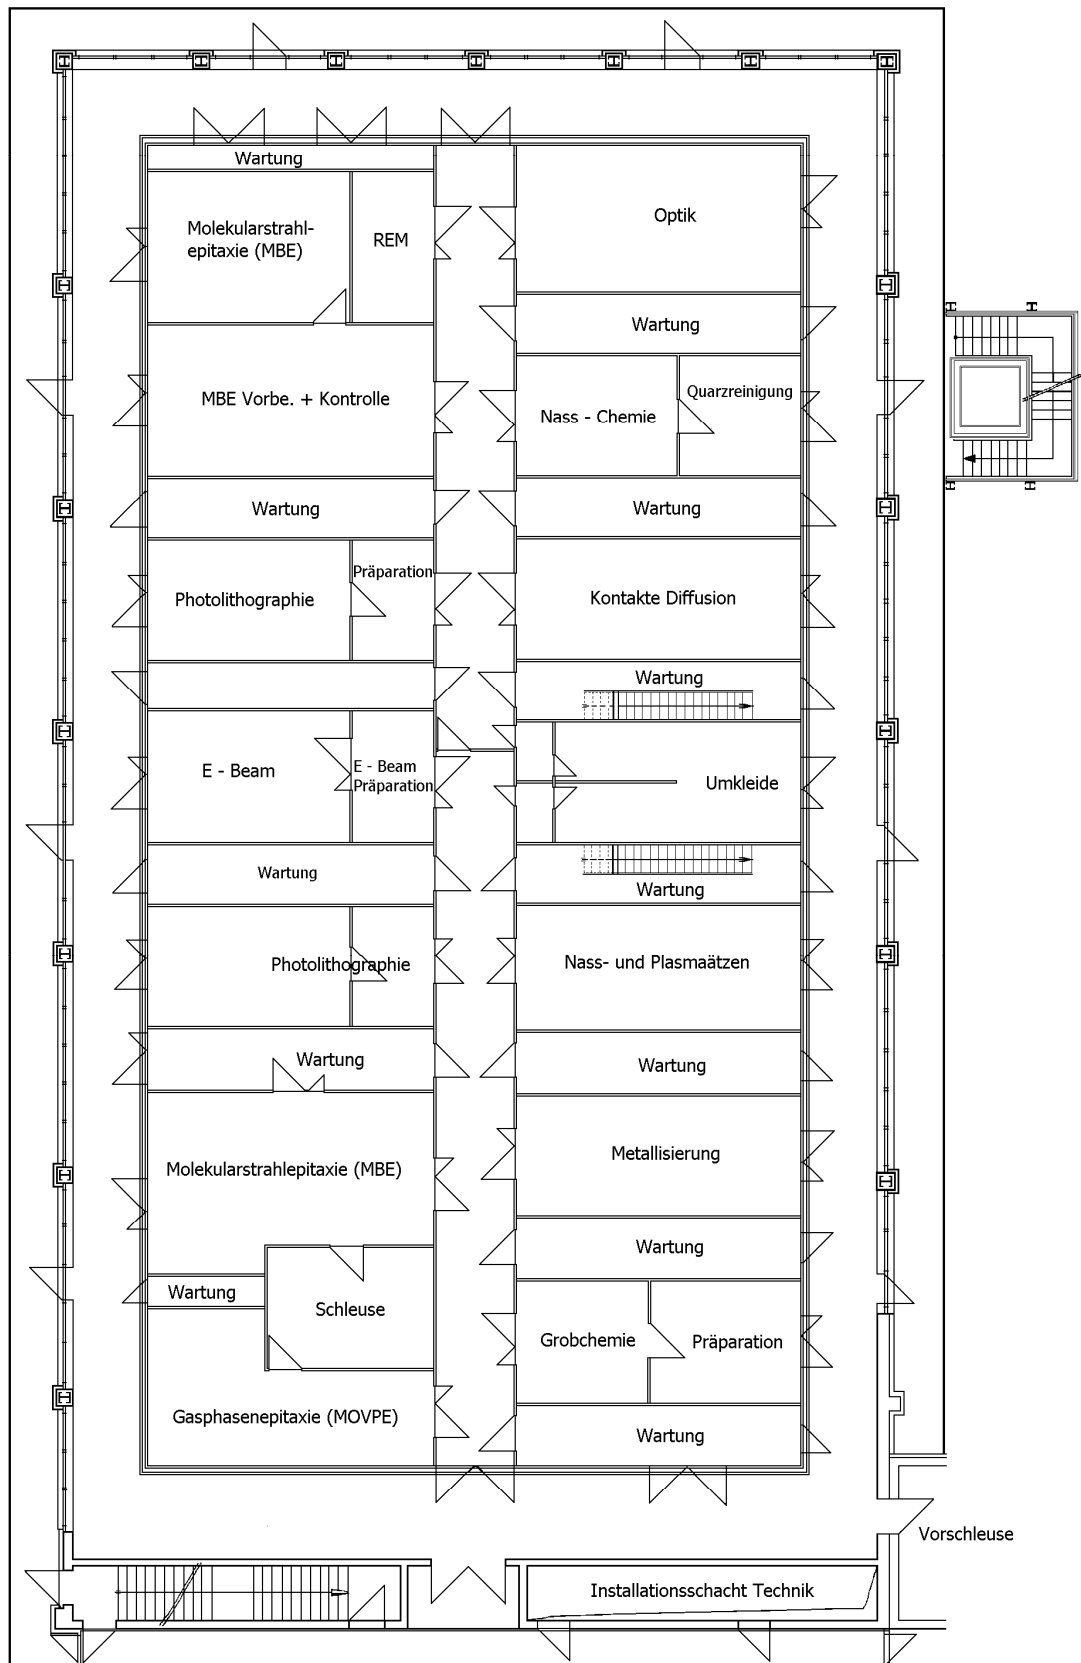 Wartung
Molekularstrahl-
epitaxie (MBE)
REM
Optik
Wartung
MBE Vorbe. + Kontrolle
Nass - Chemie
Quarzreinigung
Wartung
Wartung
Photolithographie
Präparation
Kontakte Diffusion
Wartung
E - Beam
E - Beam
Präparation
Umkleide
Wartung
Wartung
Photolithographie
Nass- und Plasmaätzen
Wartung
Wartung
Molekularstrahlepitaxie (MBE)
Metallisierung
Wartung
Wartung
Schleuse
Grobchemie
Präparation
Gasphasenepitaxie (MOVPE)
Wartung
Vorschleuse
Installationsschacht Technik